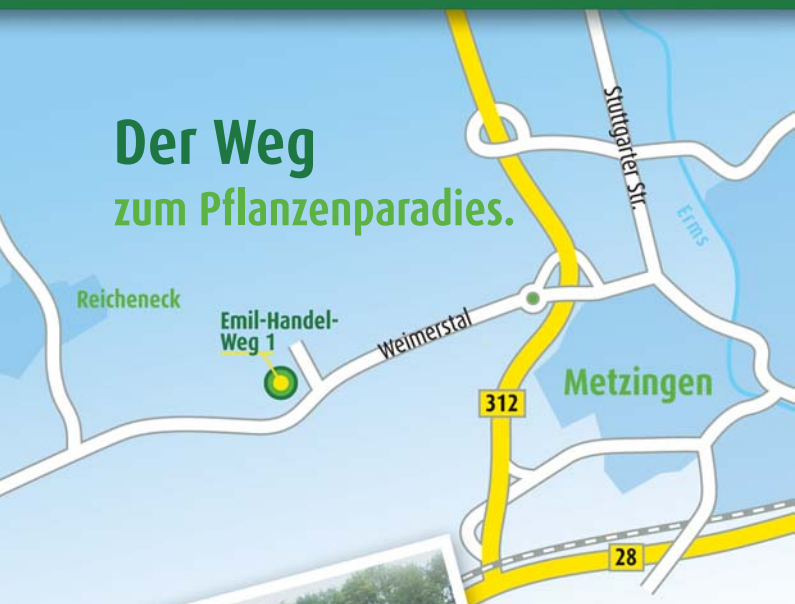 Der Weg
zum Pflanzenparadies.
Stuttgarter Str.
Erms
Reicheneck
Emil-Handel-
Weg 1
Weimerstal
Metzingen
312
28